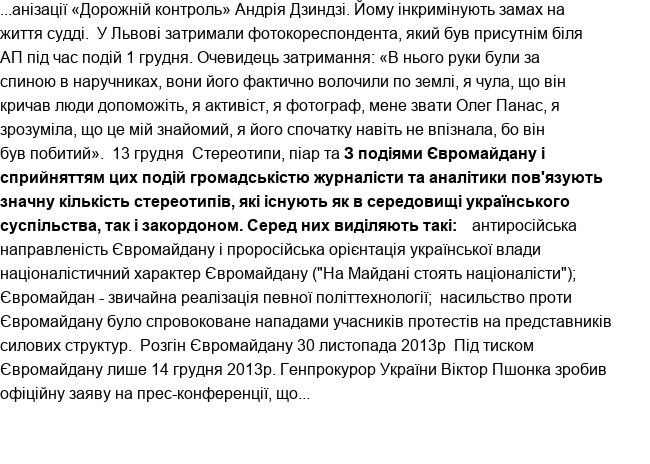 ...анізації «Дорожній контроль» Андрія Дзиндзі. Йому інкримінують замах на
життя судді.  У Львові затримали фотокореспондента, який був присутнім біля
АП під час подій 1 грудня. Очевидець затримання: «В нього руки були за
спиною в наручниках, вони його фактично волочили по землі, я чула, що він
кричав люди допоможіть, я активіст, я фотограф, мене звати Олег Панас, я
зрозуміла, що це мій знайомий, я його спочатку навіть не впізнала, бо він
був побитий».  13 грудня  Стереотипи, піар та З подіями Євромайдану і
сприйняттям цих подій громадськістю журналісти та аналітики пов'язують
значну кількість стереотипів, які існують як в середовищі українського
суспільства, так і закордоном. Серед них виділяють такі:   антиросійська
направленість Євромайдану і проросійська орієнтація української влади
націоналістичний характер Євромайдану ("На Майдані стоять націоналісти");
Євромайдан - звичайна реалізація певної політтехнології;  насильство проти
Євромайдану було спровоковане нападами учасників протестів на представників
силових структур.  Розгін Євромайдану 30 листопада 2013р  Під тиском
Євромайдану лише 14 грудня 2013р. Генпрокурор України Віктор Пшонка зробив
офіційну заяву на прес-конференції, що...